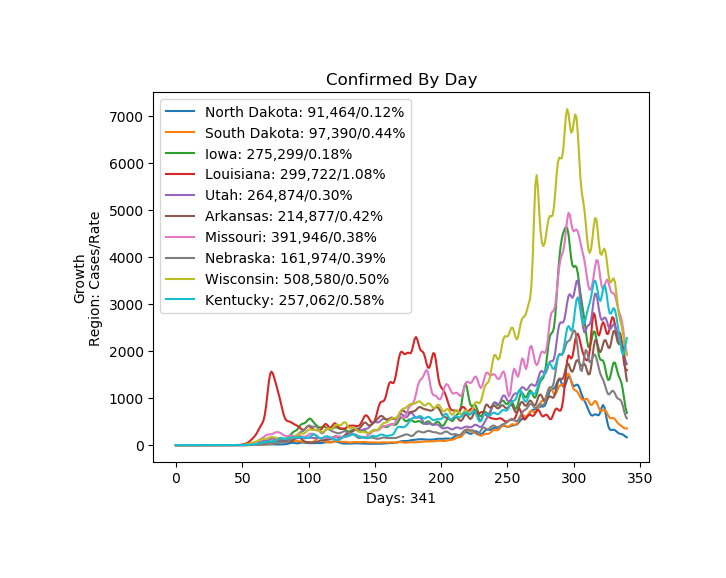 Confirmed By Day
North Dakota: 91,464/0.12%
South Dakota: 97,390/0.44%
Iowa: 275,299/0.18%
Louisiana: 299,722/1.08%
Utah: 264,874/0.30%
Arkansas: 214,877/0.42%
Missouri: 391,946/0.38%
Nebraska: 161,974/0.39%
Wisconsin: 508,580/0.50%
Kentucky: 257,062/0.58%
Growth
Region: Cases/Rate
7000
6000
5000
4000
3000
2000
1000
0
0 50 100 150 200 250 300 350
Days: 341